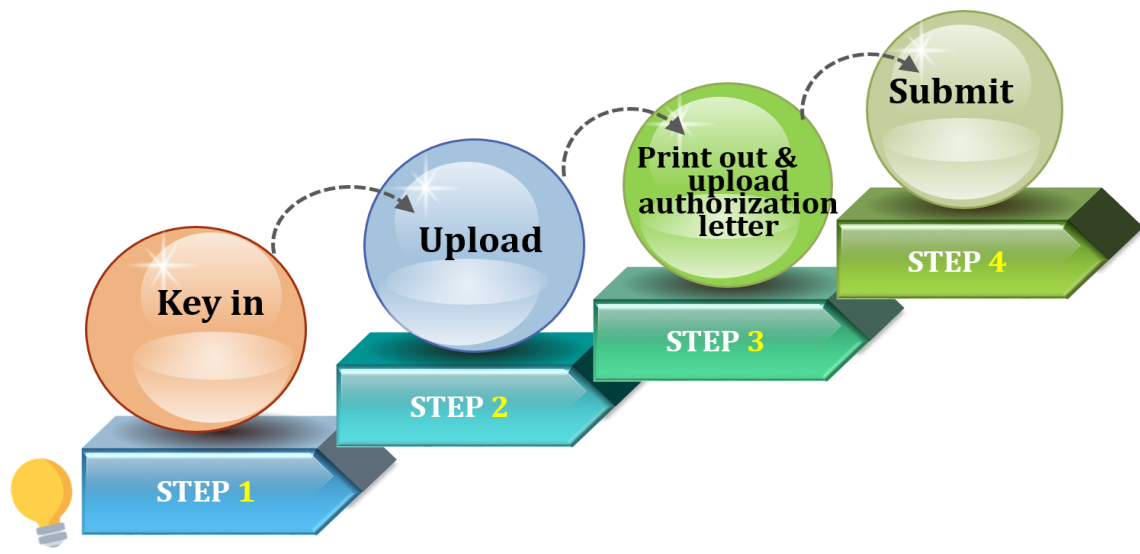 Key in
STEP 1
Upload
STEP 2
Print out &
upload
authorization
letter
STEP 3
Submit
STEP 4